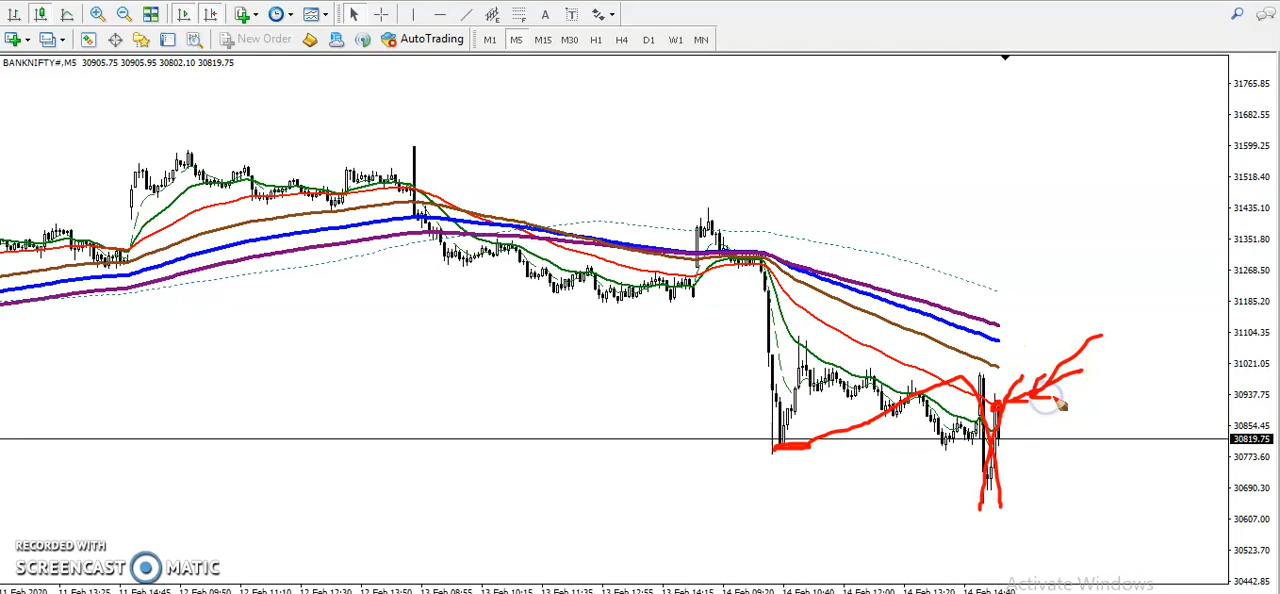 A T
New Order AutoTrading M1 M5 M15 M30 H1 H4 D1 W1 MN
BANKNIFTY#,M5 30905.75 30905.95 30802.10 30819.75
31765.85
31682.55
31599.25
31518.40
31435.10
31351.80
31268.50
31185.20
31104.35
31021.05
30937.75
30854.45
30819.75
30773.60
30690.30
30607.00
30523.70
30442.85
RECORDED WITH
SCREENCAST MATIC
Activate Windows
11 Feb 2020 11 Feb 13:25 11 Feb 14:45 12 Feb 09:50 12 Feb 11:10 12 Feb 12:30 12 Feb 13:50 13 Feb 08:55 13 Feb 10:15 13 Feb 11:35 13 Feb 12:55 13 Feb 14:15 14 Feb 09:20 14 Feb 10:40 14 Feb 12:00 14 Feb 13:20 14 Feb 14:40